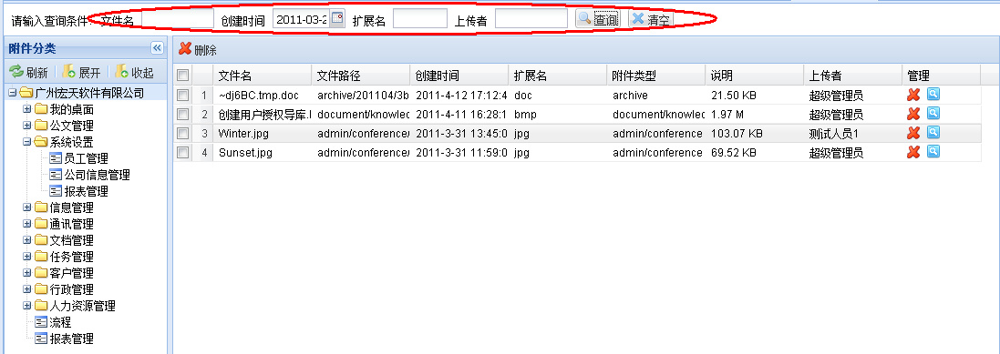 请输入查询条件: 文件名 创建时间 2011-03-2 扩展名 上传者 查询 清空
附件分类
刷新 展开 收起
广州宏天软件有限公司
我的桌面
公文管理
系统设置
员工管理
公司信息管理
报表管理
信息管理
通讯管理
文档管理
任务管理
客户管理
行政管理
人力资源管理
流程
报表管理
删除
文件名 文件路径 创建时间 扩展名 附件类型 说明 上传者 管理
1 ~dj6BC.tmp.doc archive/201104/3b 2011-4-12 17:12:4 doc archive 21.50 KB 超级管理员
2 创建用户授权导库.l document/knowlec 2011-4-11 16:28:1 bmp document/knowlec 1.97 M 超级管理员
3 Winter.jpg admin/conference/ 2011-3-31 13:45:0 jpg admin/conference 103.07 KB 测试人员1
4 Sunset.jpg admin/conference/ 2011-3-31 11:59:0 jpg admin/conference 69.52 KB 超级管理员